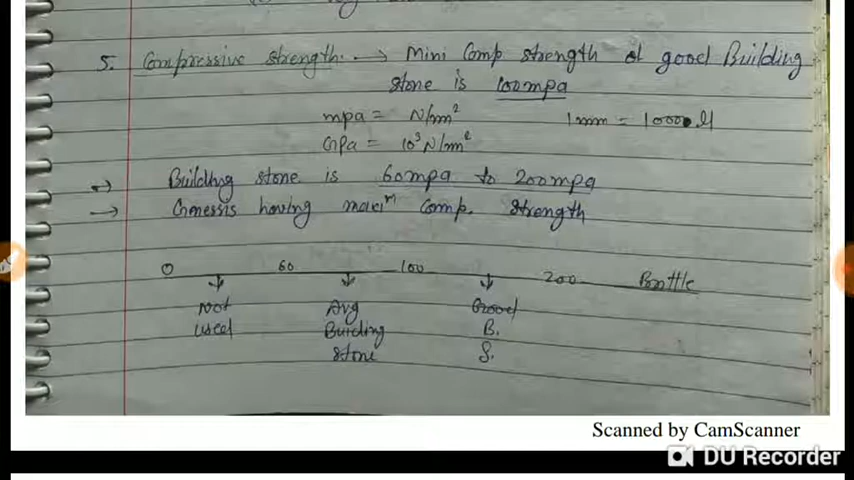 5. Compressive strength. → Mini Comp strength of good Building
stone is 100mpa
mpa = N/mm²
1mm = 1000 μ
Gpa = 10³ N/mm²
→ Building stone is 60mpa to 200mpa
→ Gneissis having maxiᵐ Comp. strength
0 60 100 200 Brottle
Not used
Avg Building stone
Good B. S.
Scanned by CamScanner
DU Recorder